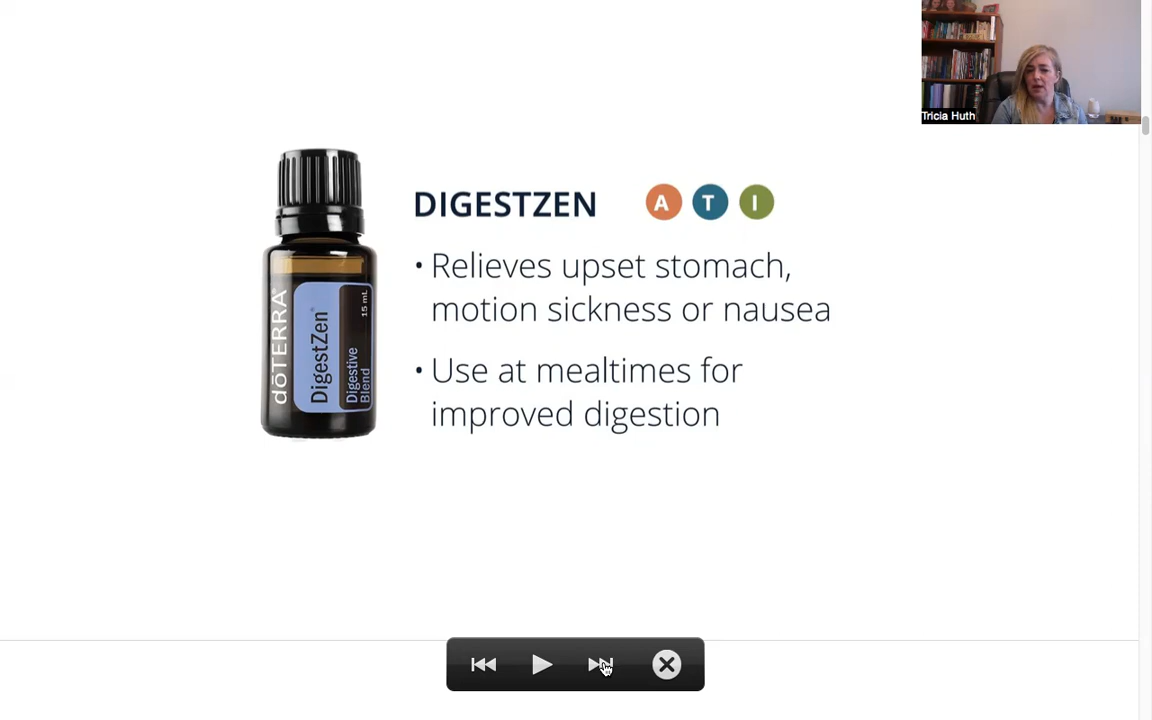 Tricia Huth
DIGESTZEN A T I
• Relieves upset stomach,
motion sickness or nausea
• Use at mealtimes for
improved digestion
dōTERRA®
DigestZen®
Digestive
Blend
15 mL